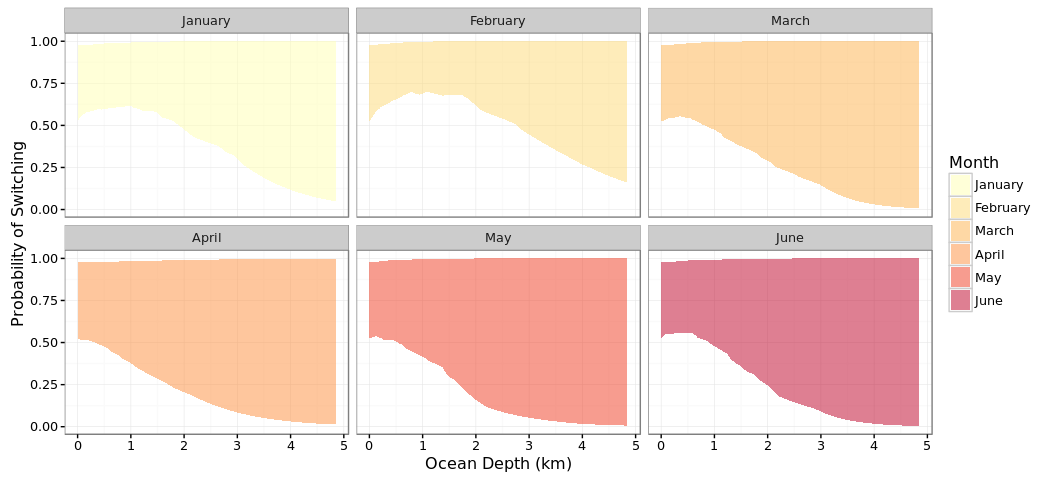 January February March
1.00
0.75
0.50
0.25
0.00
April May June
1.00
0.75
0.50
0.25
0.00
0 1 2 3 4 5 0 1 2 3 4 5 0 1 2 3 4 5
Ocean Depth (km)
Probability of Switching
Month
January
February
March
April
May
June